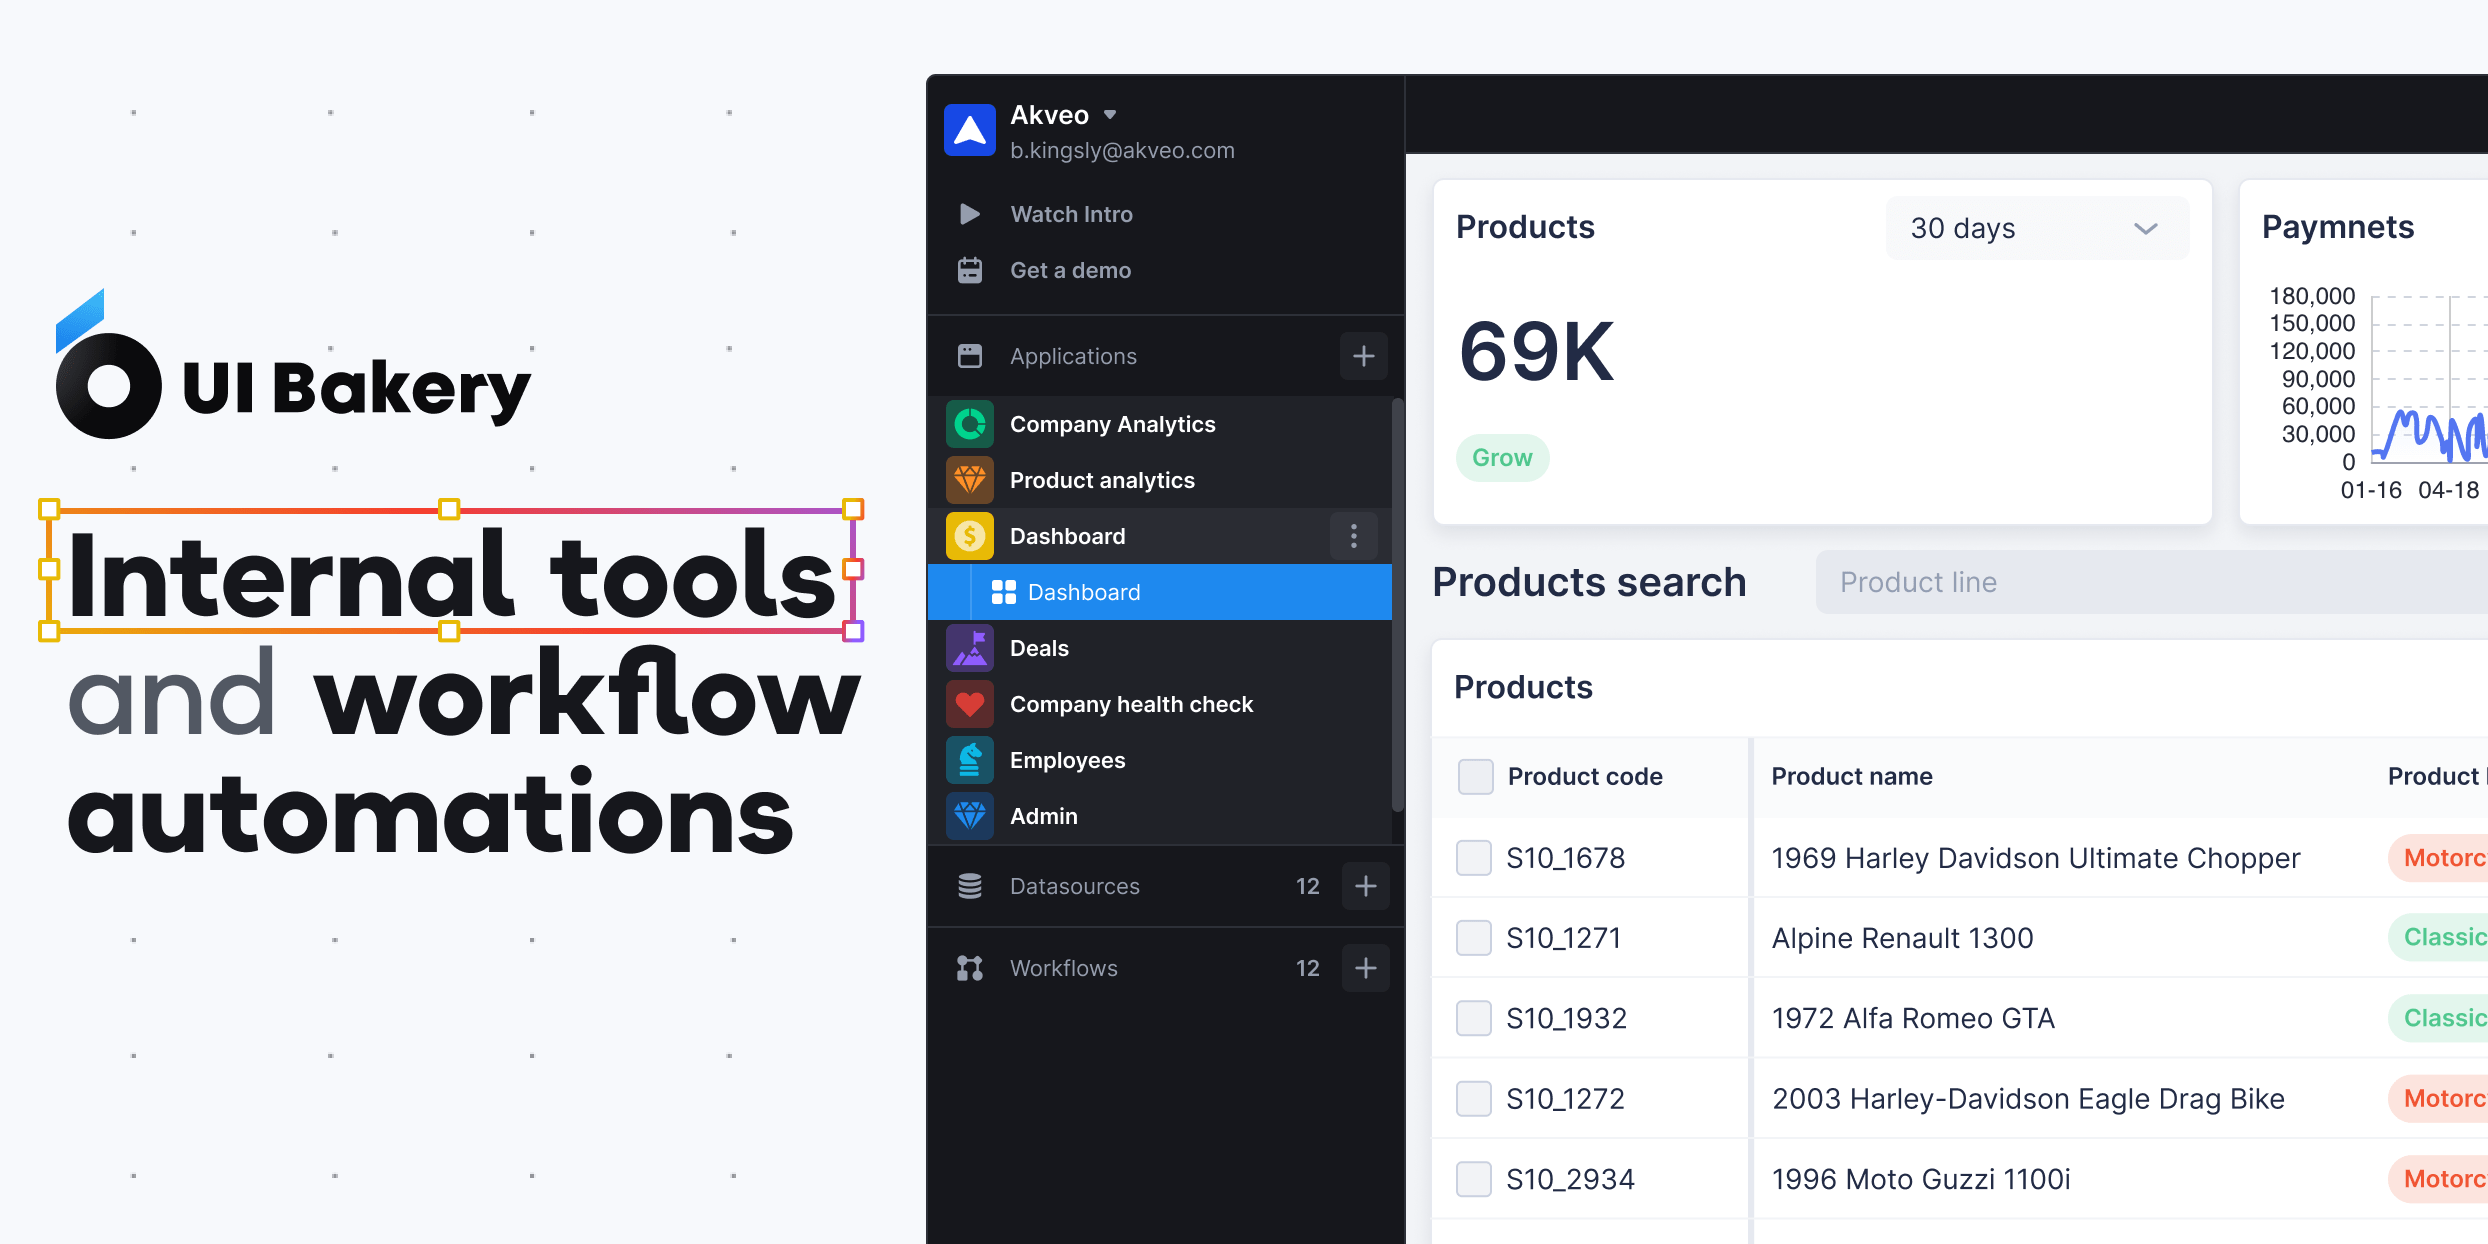 UI Bakery
Internal tools
and workflow
automations
Akveo
b.kingsly@akveo.com
Watch Intro
Get a demo
Applications
Company Analytics
Product analytics
Dashboard
Dashboard
Deals
Company health check
Employees
Admin
Datasources 12
Workflows 12
Products
30 days
69K
Grow
Paymnets
180,000
150,000
120,000
90,000
60,000
30,000
0
01-16 04-18
Products search
Product line
Products
Product code Product name Product
S10_1678 1969 Harley Davidson Ultimate Chopper
S10_1271 Alpine Renault 1300 Classic
S10_1932 1972 Alfa Romeo GTA Classic
S10_1272 2003 Harley-Davidson Eagle Drag Bike
S10_2934 1996 Moto Guzzi 1100i